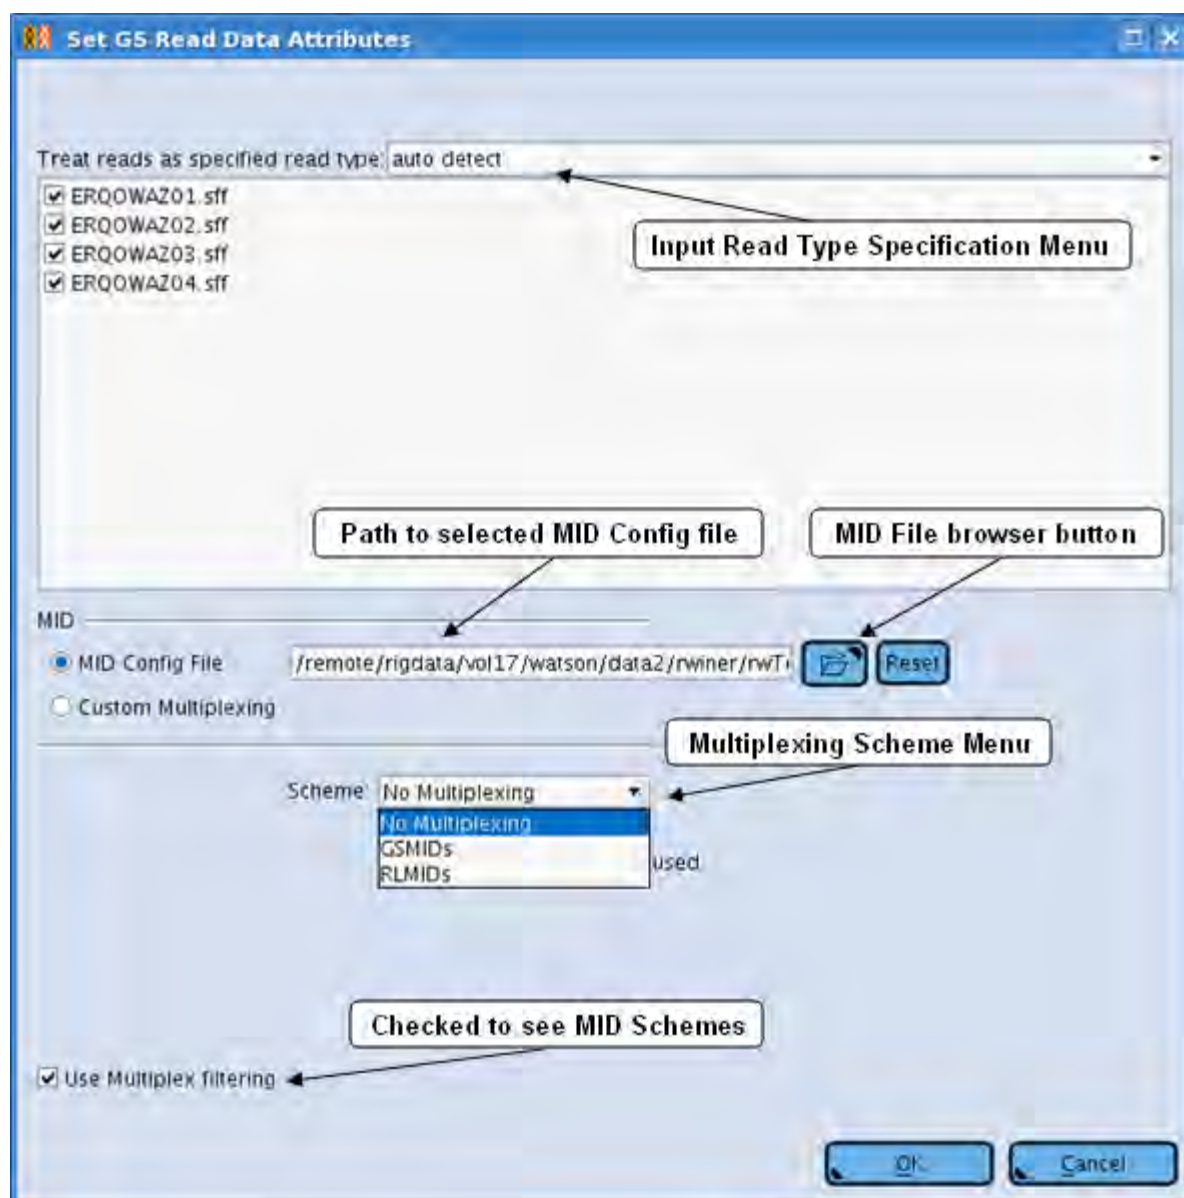 Set GS Read Data Attributes
Treat reads as specified read type: auto detect
ERQOWAZ01.sff
ERQOWAZ02.sff
ERQOWAZ03.sff
ERQOWAZ04.sff
Input Read Type Specification Menu
Path to selected MID Config file
MID File browser button
MID
MID Config File /remote/rigdata/vol17/watson/data2/rwiner/rwT Reset
Custom Multiplexing
Multiplexing Scheme Menu
Scheme No Multiplexing
No Multiplexing
GSMIDs
used
RLMIDs
Checked to see MID Schemes
Use Multiplex filtering
OK Cancel